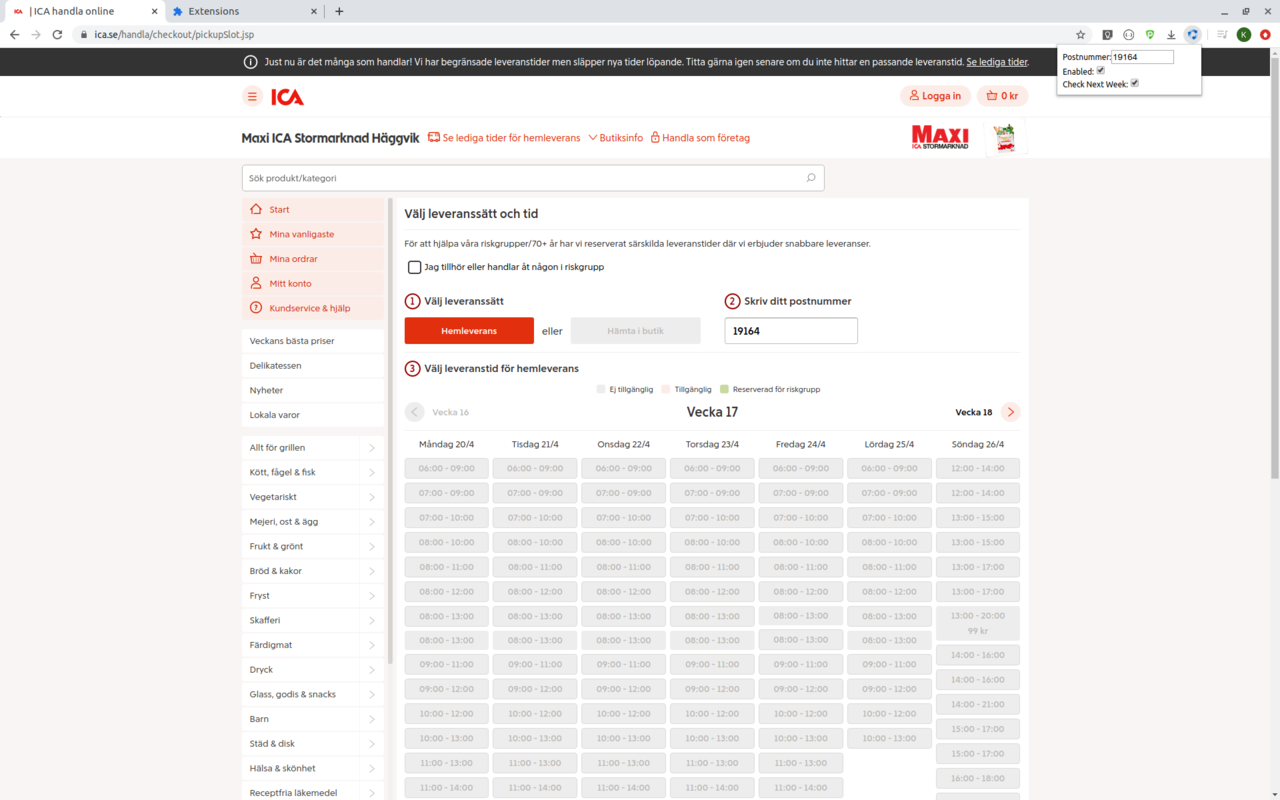 ICA | ICA handla online
Extensions
ica.se/handla/checkout/pickupSlot.jsp
K
Just nu är det många som handlar! Vi har begränsade leveranstider men släpper nya tider löpande. Titta gärna igen senare om du inte hittar en passande leveranstid. Se lediga tider.
Postnummer: 19164
Enabled:
Check Next Week:
ICA
Logga in
0 kr
Maxi ICA Stormarknad Häggvik
Se lediga tider för hemleverans
Butiksinfo
Handla som företag
MAXI
ICA STORMARKNAD
Sök produkt/kategori
Start
Mina vanligaste
Mina ordrar
Mitt konto
Kundservice & hjälp
Veckans bästa priser
Delikatessen
Nyheter
Lokala varor
Allt för grillen
Kött, fågel & fisk
Vegetariskt
Mejeri, ost & ägg
Frukt & grönt
Bröd & kakor
Fryst
Skafferi
Färdigmat
Dryck
Glass, godis & snacks
Barn
Städ & disk
Hälsa & skönhet
Receptfria läkemedel
Välj leveranssätt och tid
För att hjälpa våra riskgrupper/70+ år har vi reserverat särskilda leveranstider där vi erbjuder snabbare leveranser.
Jag tillhör eller handlar åt någon i riskgrupp
1 Välj leveranssätt
2 Skriv ditt postnummer
Hemleverans eller Hämta i butik
19164
3 Välj leveranstid för hemleverans
Ej tillgänglig Tillgänglig Reserverad för riskgrupp
Vecka 16 Vecka 17 Vecka 18
Måndag 20/4
06:00 - 09:00
07:00 - 09:00
07:00 - 10:00
08:00 - 10:00
08:00 - 11:00
08:00 - 12:00
08:00 - 13:00
08:00 - 13:00
09:00 - 11:00
09:00 - 12:00
10:00 - 12:00
10:00 - 13:00
11:00 - 13:00
11:00 - 14:00
Tisdag 21/4
06:00 - 09:00
07:00 - 09:00
07:00 - 10:00
08:00 - 10:00
08:00 - 11:00
08:00 - 12:00
08:00 - 13:00
08:00 - 13:00
09:00 - 11:00
09:00 - 12:00
10:00 - 12:00
10:00 - 13:00
11:00 - 13:00
11:00 - 14:00
Onsdag 22/4
06:00 - 09:00
07:00 - 09:00
07:00 - 10:00
08:00 - 10:00
08:00 - 11:00
08:00 - 12:00
08:00 - 13:00
08:00 - 13:00
09:00 - 11:00
09:00 - 12:00
10:00 - 12:00
10:00 - 13:00
11:00 - 13:00
11:00 - 14:00
Torsdag 23/4
06:00 - 09:00
07:00 - 09:00
07:00 - 10:00
08:00 - 10:00
08:00 - 11:00
08:00 - 12:00
08:00 - 13:00
08:00 - 13:00
09:00 - 11:00
09:00 - 12:00
10:00 - 12:00
10:00 - 13:00
11:00 - 13:00
11:00 - 14:00
Fredag 24/4
06:00 - 09:00
07:00 - 09:00
07:00 - 10:00
08:00 - 10:00
08:00 - 11:00
08:00 - 12:00
08:00 - 13:00
08:00 - 13:00
09:00 - 11:00
09:00 - 12:00
10:00 - 12:00
10:00 - 13:00
11:00 - 13:00
11:00 - 14:00
Lördag 25/4
06:00 - 09:00
07:00 - 09:00
07:00 - 10:00
08:00 - 10:00
08:00 - 11:00
08:00 - 12:00
08:00 - 13:00
08:00 - 13:00
09:00 - 11:00
09:00 - 12:00
10:00 - 12:00
10:00 - 13:00
Söndag 26/4
12:00 - 14:00
12:00 - 14:00
13:00 - 15:00
13:00 - 15:00
13:00 - 17:00
13:00 - 17:00
13:00 - 20:00
99 kr
14:00 - 16:00
14:00 - 16:00
14:00 - 21:00
15:00 - 17:00
15:00 - 17:00
16:00 - 18:00